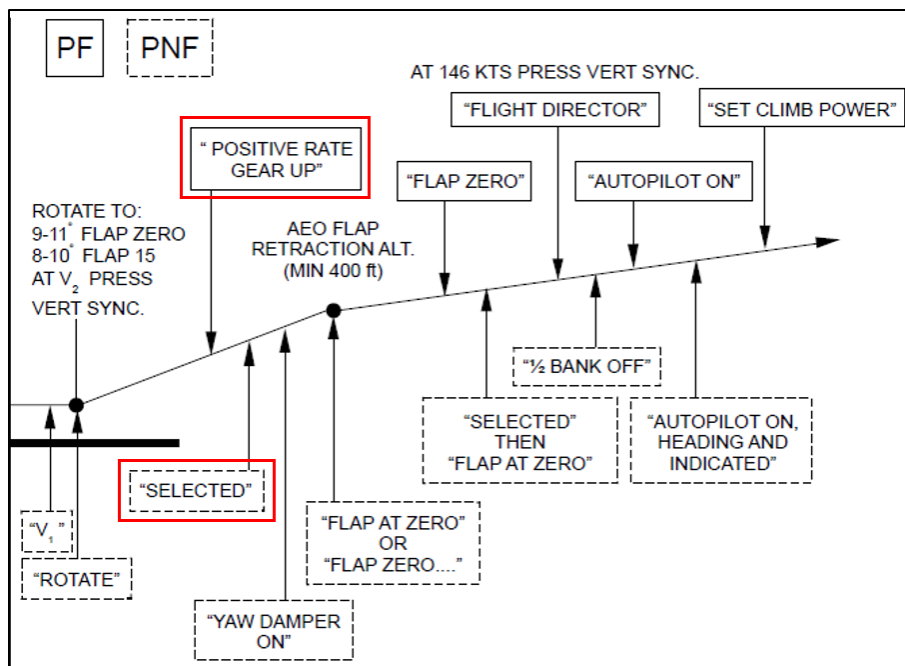 PF
PNF
AT 146 KTS PRESS VERT SYNC.
“FLIGHT DIRECTOR”
“SET CLIMB POWER”
“ POSITIVE RATE
GEAR UP”
“FLAP ZERO”
“AUTOPILOT ON”
ROTATE TO:
9-11° FLAP ZERO
8-10° FLAP 15
AT V₂ PRESS
VERT SYNC.
AEO FLAP
RETRACTION ALT.
(MIN 400 ft)
“½ BANK OFF”
“SELECTED”
THEN
“FLAP AT ZERO”
“AUTOPILOT ON,
HEADING AND
INDICATED”
“SELECTED”
“V₁”
“ROTATE”
“FLAP AT ZERO”
OR
“FLAP ZERO....”
“YAW DAMPER
ON”